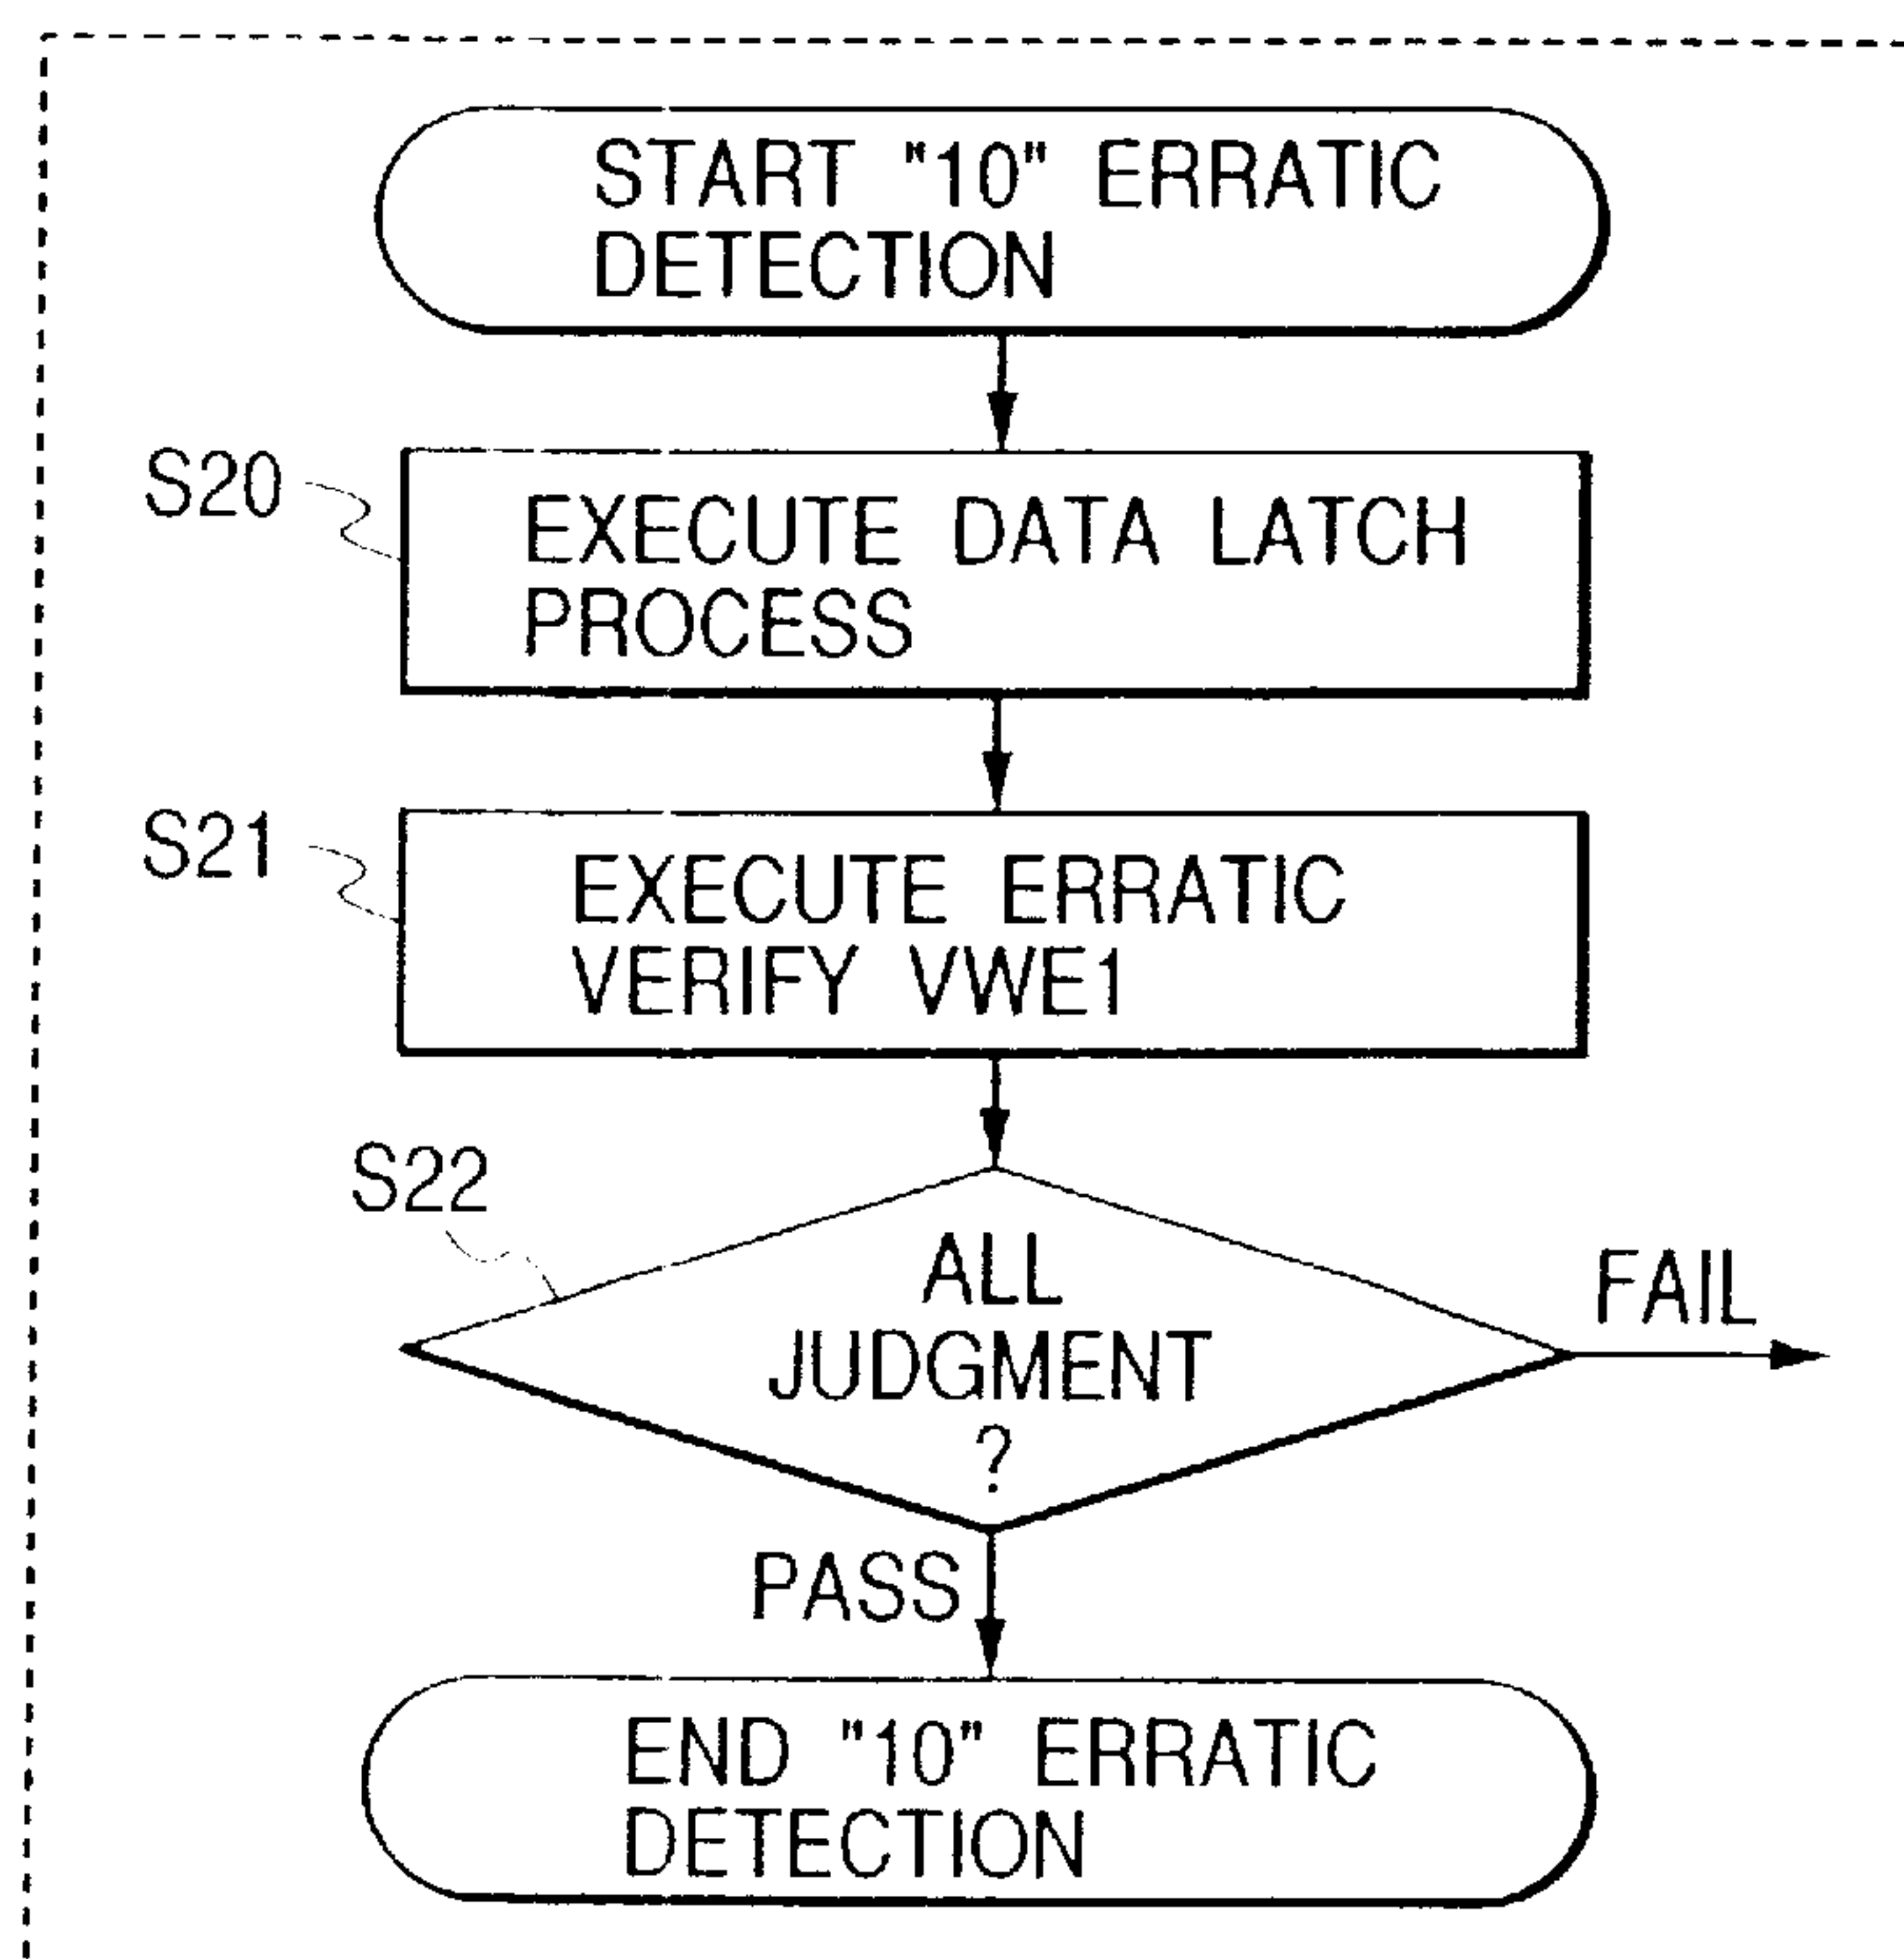 START "10" ERRATIC
DETECTION
S20
EXECUTE DATA LATCH
PROCESS
S21
EXECUTE ERRATIC
VERIFY VWE1
S22
ALL
JUDGMENT
?
FAIL
PASS
END "10" ERRATIC
DETECTION